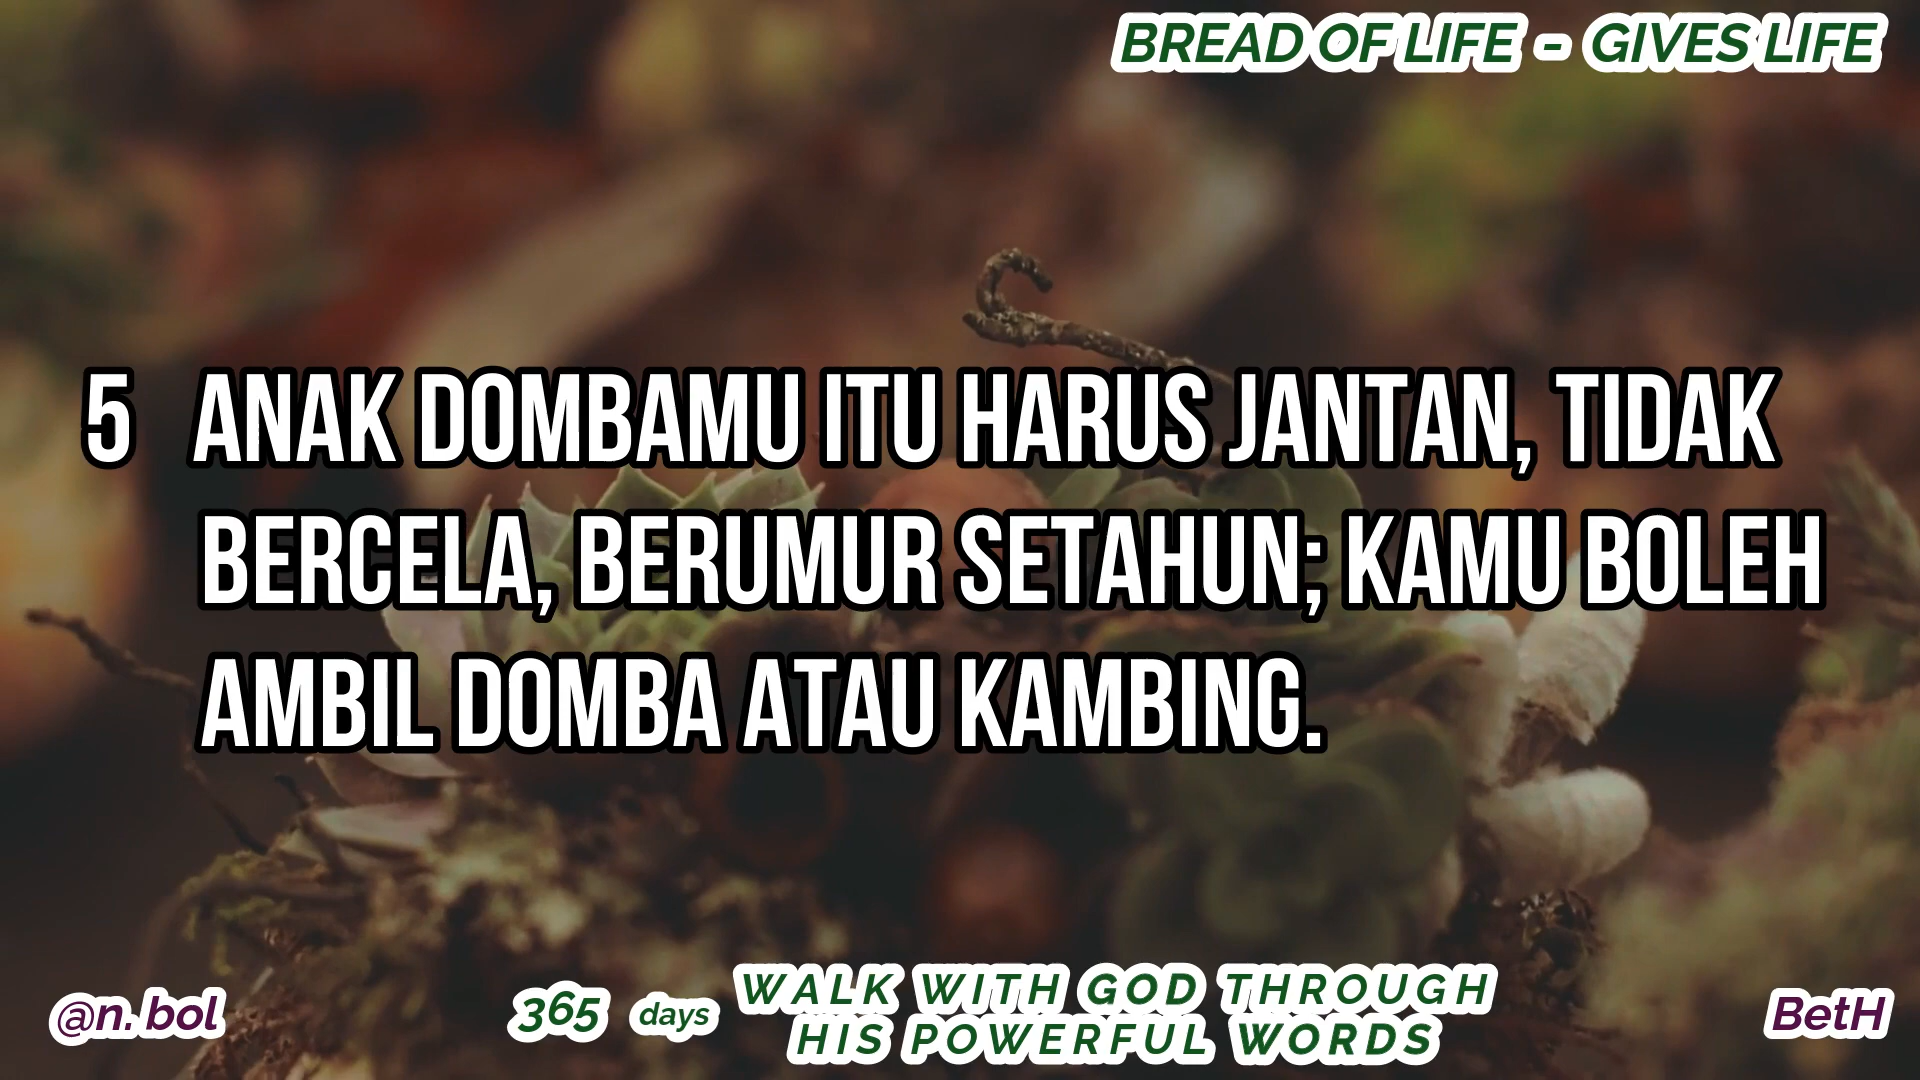 BREAD OF LIFE - GIVES LIFE
5 ANAK DOMBAMU ITU HARUS JANTAN, TIDAK
BERCELA, BERUMUR SETAHUN; KAMU BOLEH
AMBIL DOMBA ATAU KAMBING.
@n. bol
365 days
WALK WITH GOD THROUGH
HIS POWERFUL WORDS
BetH